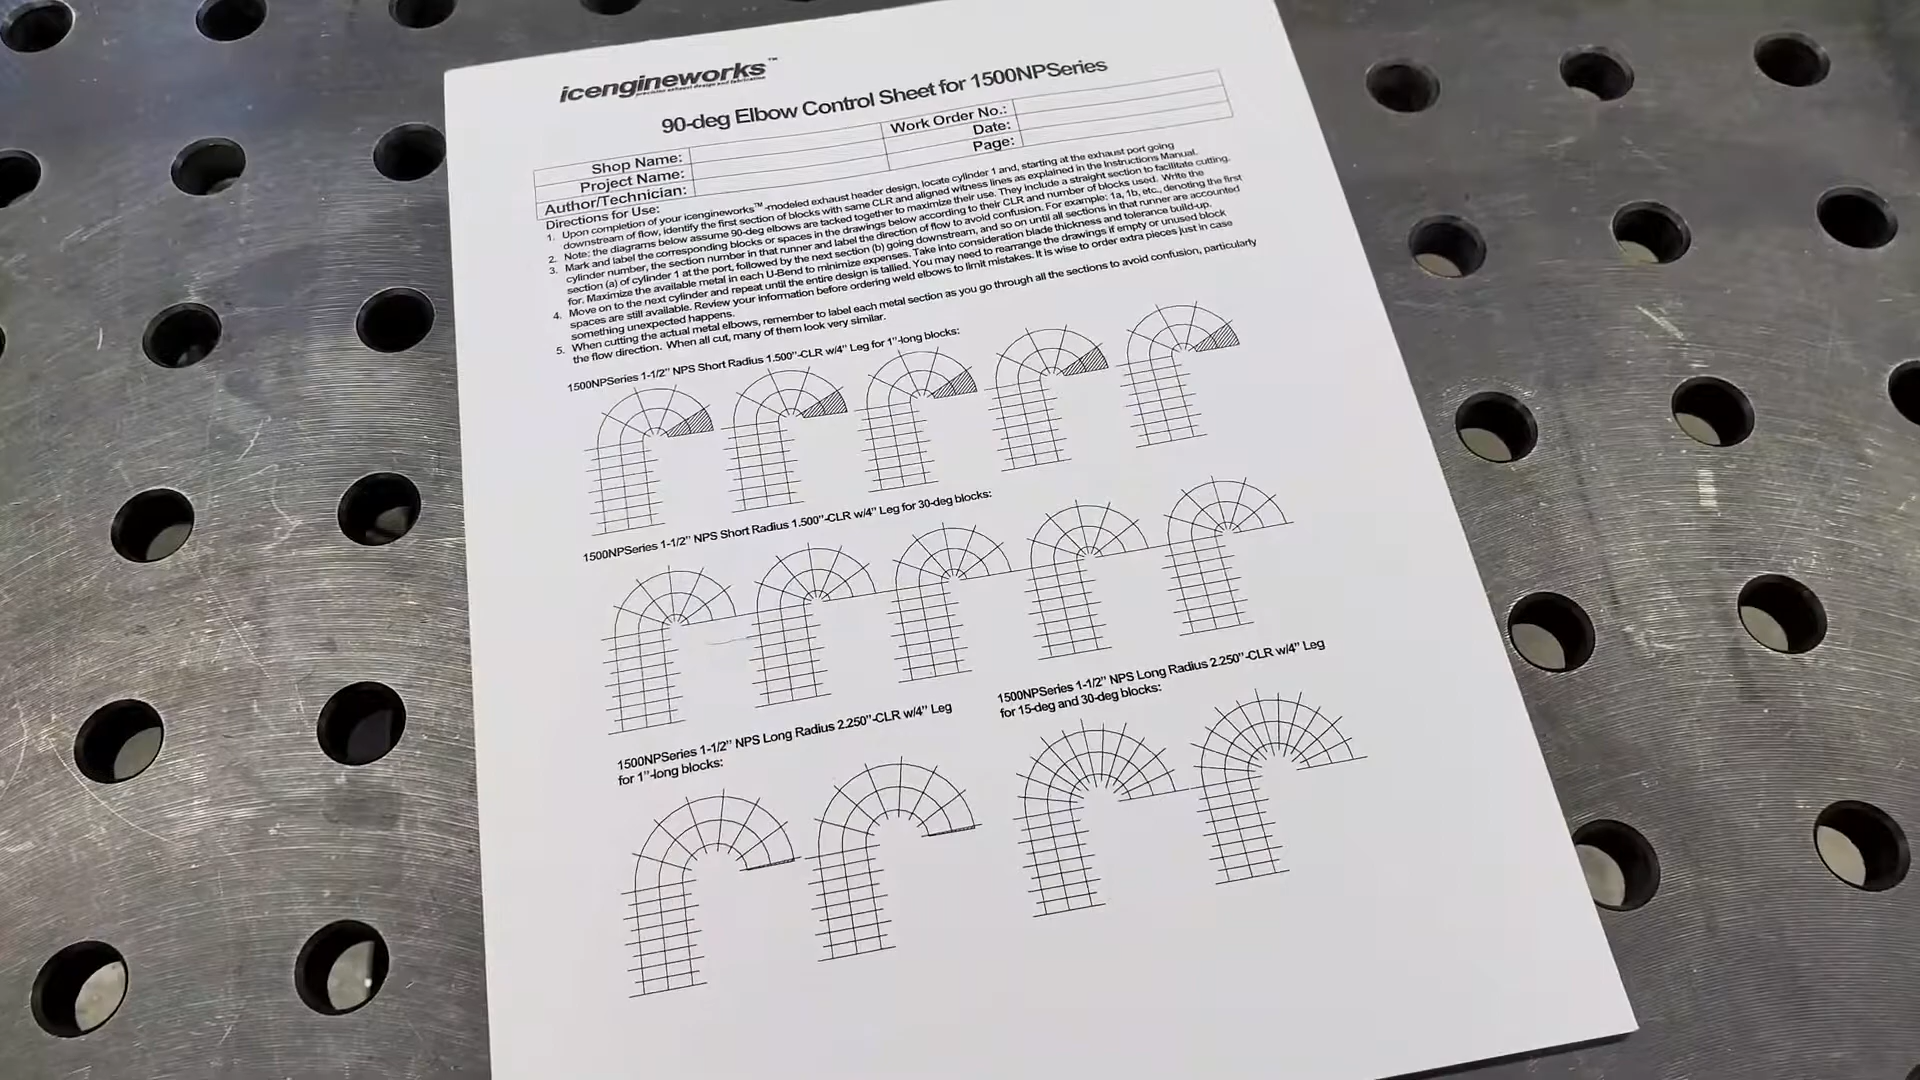 icengineworks™
precision exhaust design and fabrication
90-deg Elbow Control Sheet for 1500NPSeries
Shop Name:
Work Order No.:
Project Name:
Date:
Author/Technician:
Page:
Directions for Use:
1. Upon completion of your icengineworks™-modeled exhaust header design, locate cylinder 1 and, starting at the exhaust port going
downstream of flow, identify the first section of blocks with same CLR and aligned witness lines as explained in the Instructions Manual.
2. Note: the diagrams below assume 90-deg elbows are tacked together to maximize their use. They include a straight section to facilitate cutting.
3. Mark and label the corresponding blocks or spaces in the drawings below according to their CLR and number of blocks used. Write the
cylinder number, the section number in that runner and label the direction of flow to avoid confusion. For example: 1a, 1b, etc., denoting the first
section (a) of cylinder 1 at the port, followed by the next section (b) going downstream, and so on until all sections in that runner are accounted
for. Maximize the available metal in each U-Bend to minimize expenses. Take into consideration blade thickness and tolerance build-up.
4. Move on to the next cylinder and repeat until the entire design is tallied. You may need to rearrange the drawings if empty or unused block
spaces are still available. Review your information before ordering weld elbows to limit mistakes. It is wise to order extra pieces just in case
something unexpected happens.
5. When cutting the actual metal elbows, remember to label each metal section as you go through all the sections to avoid confusion, particularly
the flow direction. When all cut, many of them look very similar.
1500NPSeries 1-1/2" NPS Short Radius 1.500"-CLR w/4" Leg for 1"-long blocks:
1500NPSeries 1-1/2" NPS Short Radius 1.500"-CLR w/4" Leg for 30-deg blocks:
1500NPSeries 1-1/2" NPS Long Radius 2.250"-CLR w/4" Leg
for 1"-long blocks:
1500NPSeries 1-1/2" NPS Long Radius 2.250"-CLR w/4" Leg
for 15-deg and 30-deg blocks: